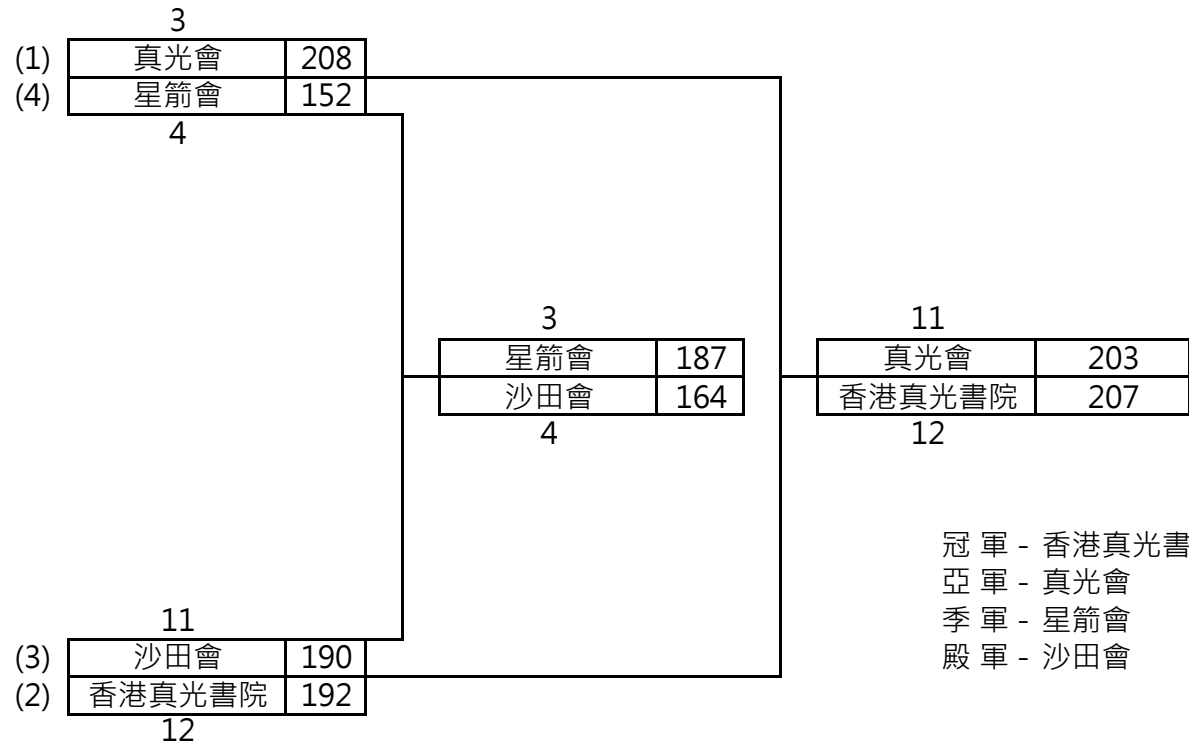 3
(1) 真光會 208
(4) 星箭會 152
4
3
星箭會 187
沙田會 164
4
11
真光會 203
香港真光書院 207
12
冠 軍 - 香港真光書
亞 軍 - 真光會
季 軍 - 星箭會
殿 軍 - 沙田會
11
(3) 沙田會 190
(2) 香港真光書院 192
12